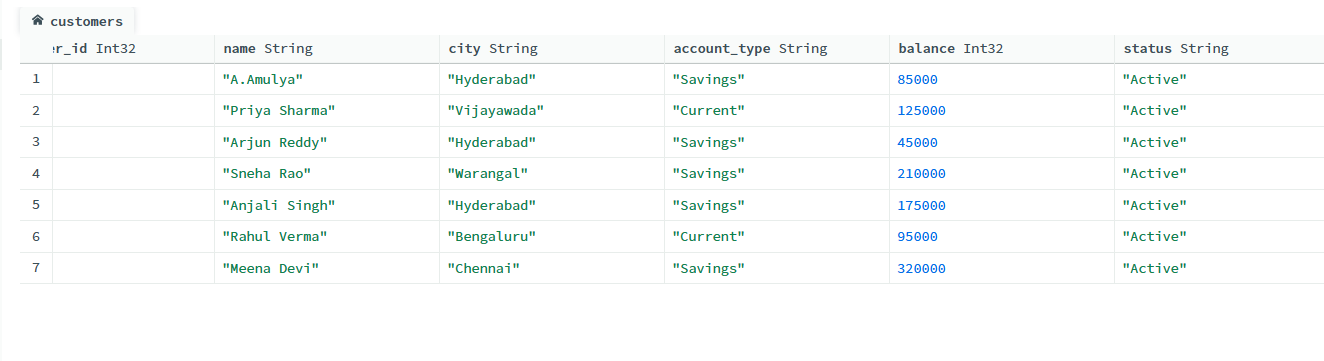 customers
r_id Int32 name String city String account_type String balance Int32 status String
1 "A.Amulya" "Hyderabad" "Savings" 85000 "Active"
2 "Priya Sharma" "Vijayawada" "Current" 125000 "Active"
3 "Arjun Reddy" "Hyderabad" "Savings" 45000 "Active"
4 "Sneha Rao" "Warangal" "Savings" 210000 "Active"
5 "Anjali Singh" "Hyderabad" "Savings" 175000 "Active"
6 "Rahul Verma" "Bengaluru" "Current" 95000 "Active"
7 "Meena Devi" "Chennai" "Savings" 320000 "Active"